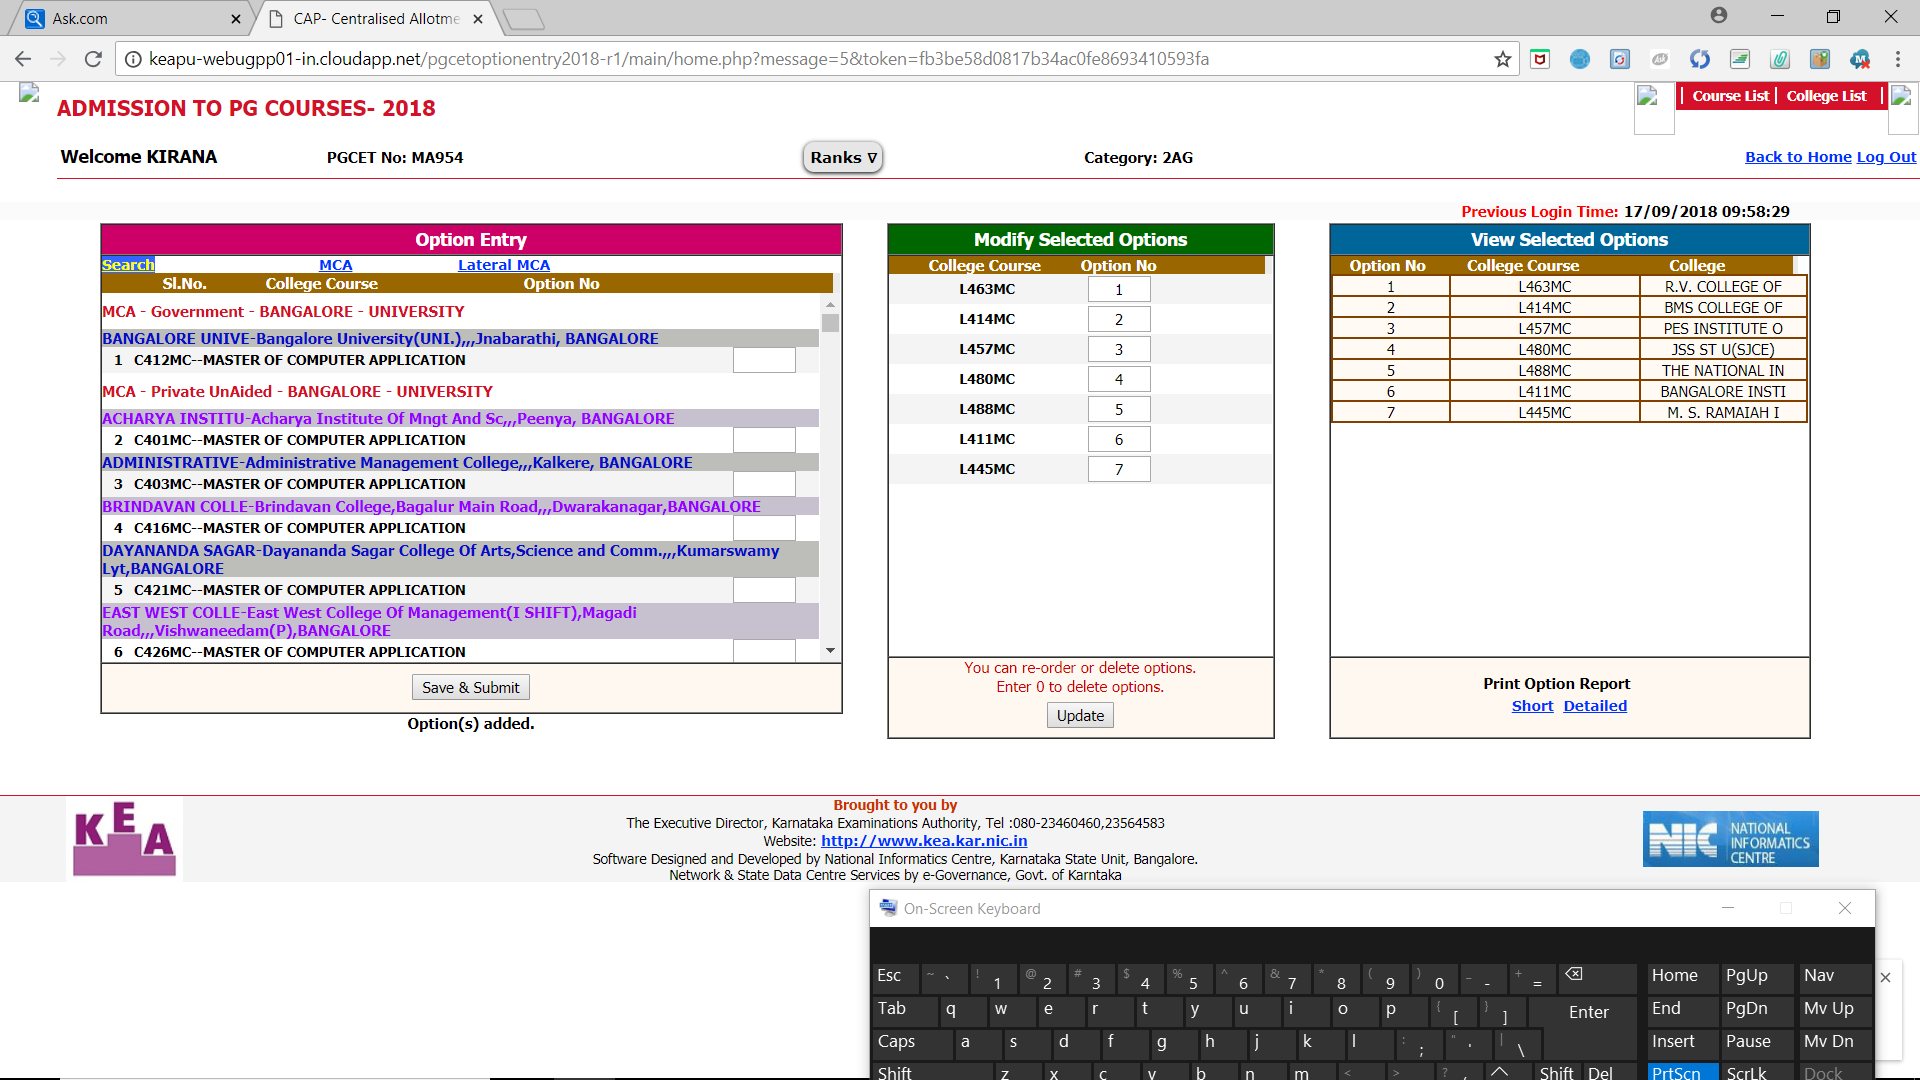 Ask.com
CAP- Centralised Allotme
keapu-webugpp01-in.cloudapp.net/pgcetoptionentry2018-r1/main/home.php?message=5&token=fb3be58d0817b34ac0fe8693410593fa
ADMISSION TO PG COURSES- 2018
| Course List | College List |
Welcome KIRANA
PGCET No: MA954
Ranks ∇
Category: 2AG
Back to Home Log Out
Previous Login Time: 17/09/2018 09:58:29
Option Entry
Search MCA Lateral MCA
Sl.No. College Course Option No
MCA - Government - BANGALORE - UNIVERSITY
BANGALORE UNIVE-Bangalore University(UNI.),,,Jnabarathi, BANGALORE
1 C412MC--MASTER OF COMPUTER APPLICATION
MCA - Private UnAided - BANGALORE - UNIVERSITY
ACHARYA INSTITU-Acharya Institute Of Mngt And Sc,,,Peenya, BANGALORE
2 C401MC--MASTER OF COMPUTER APPLICATION
ADMINISTRATIVE-Administrative Management College,,,Kalkere, BANGALORE
3 C403MC--MASTER OF COMPUTER APPLICATION
BRINDAVAN COLLE-Brindavan College,Bagalur Main Road,,,Dwarakanagar,BANGALORE
4 C416MC--MASTER OF COMPUTER APPLICATION
DAYANANDA SAGAR-Dayananda Sagar College Of Arts,Science and Comm.,,,Kumarswamy
Lyt,BANGALORE
5 C421MC--MASTER OF COMPUTER APPLICATION
EAST WEST COLLE-East West College Of Management(I SHIFT),Magadi
Road,,,Vishwaneedam(P),BANGALORE
6 C426MC--MASTER OF COMPUTER APPLICATION
Save & Submit
Option(s) added.
Modify Selected Options
College Course Option No
L463MC 1
L414MC 2
L457MC 3
L480MC 4
L488MC 5
L411MC 6
L445MC 7
You can re-order or delete options.
Enter 0 to delete options.
Update
View Selected Options
Option No College Course College
1 L463MC R.V. COLLEGE OF
2 L414MC BMS COLLEGE OF
3 L457MC PES INSTITUTE O
4 L480MC JSS ST U(SJCE)
5 L488MC THE NATIONAL IN
6 L411MC BANGALORE INSTI
7 L445MC M. S. RAMAIAH I
Print Option Report
Short Detailed
KEA
Brought to you by
The Executive Director, Karnataka Examinations Authority, Tel :080-23460460,23564583
Website: http://www.kea.kar.nic.in
Software Designed and Developed by National Informatics Centre, Karnataka State Unit, Bangalore.
Network & State Data Centre Services by e-Governance, Govt. of Karntaka
NIC NATIONAL
INFORMATICS
CENTRE
On-Screen Keyboard
Esc ~ ` ! 1 @ 2 # 3 $ 4 % 5 ^ 6 & 7 * 8 ( 9 ) 0 _ - + = Home PgUp Nav
Tab q w e r t y u i o p { [ } ] Enter End PgDn Mv Up
Caps a s d f g h j k l : ; " ' | \ Insert Pause Mv Dn
Shift z x c v b n m < > ? Shift Del PrtScn ScrLk Dock